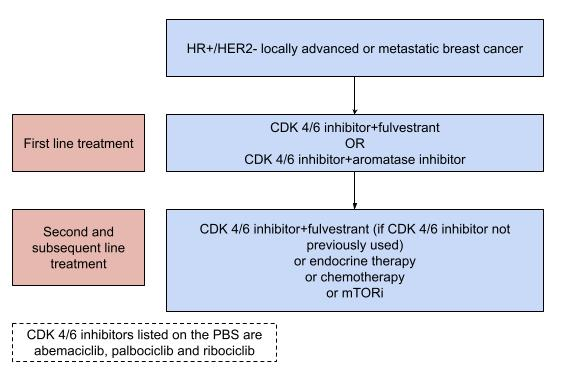 HR+/HER2- locally advanced or metastatic breast cancer
First line treatment
CDK 4/6 inhibitor+fulvestrant
OR
CDK 4/6 inhibitor+aromatase inhibitor
Second and
subsequent line
treatment
CDK 4/6 inhibitor+fulvestrant (if CDK 4/6 inhibitor not
previously used)
or endocrine therapy
or chemotherapy
or mTORi
CDK 4/6 inhibitors listed on the PBS are
abemaciclib, palbociclib and ribociclib